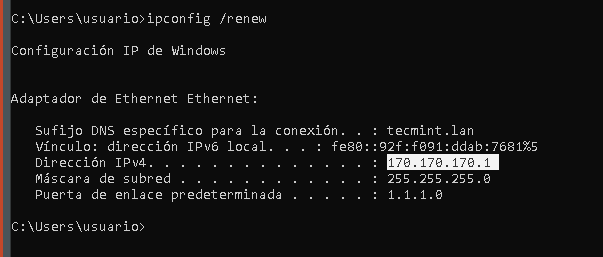 C:\Users\usuario>ipconfig /renew
Configuración IP de Windows
Adaptador de Ethernet Ethernet:
Sufijo DNS específico para la conexión. . : tecmint.lan
Vínculo: dirección IPv6 local. . . : fe80::92f:f091:ddab:7681%5
Dirección IPv4. . . . . . . . . . . . . . : 170.170.170.1
Máscara de subred . . . . . . . . . . . . : 255.255.255.0
Puerta de enlace predeterminada . . . . . : 1.1.1.0
C:\Users\usuario>